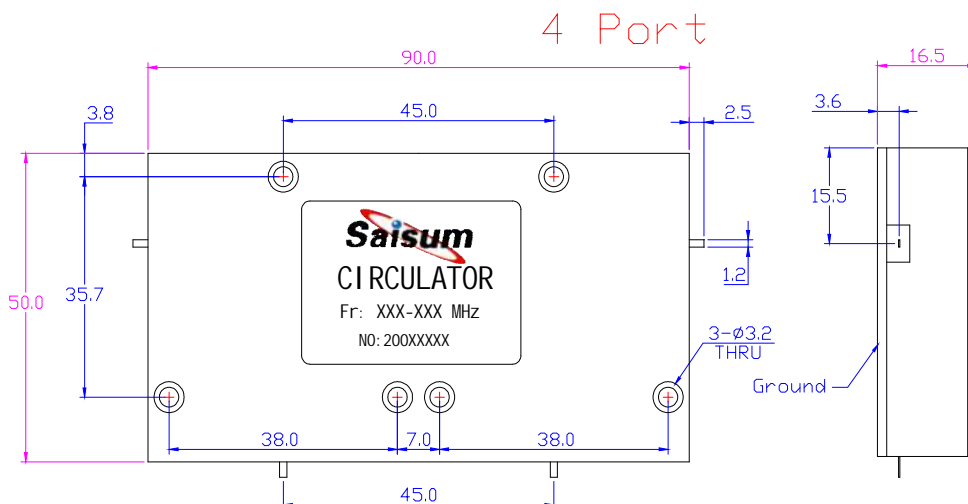 4 Port
90.0
16.5
3.8
45.0
2.5
3.6
15.5
Saisum
CIRCULATOR
Fr: XXX-XXX MHz
NO: 200XXXXX
1.2
50.0
35.7
3-Ø3.2
THRU
Ground
38.0
7.0
38.0
45.0